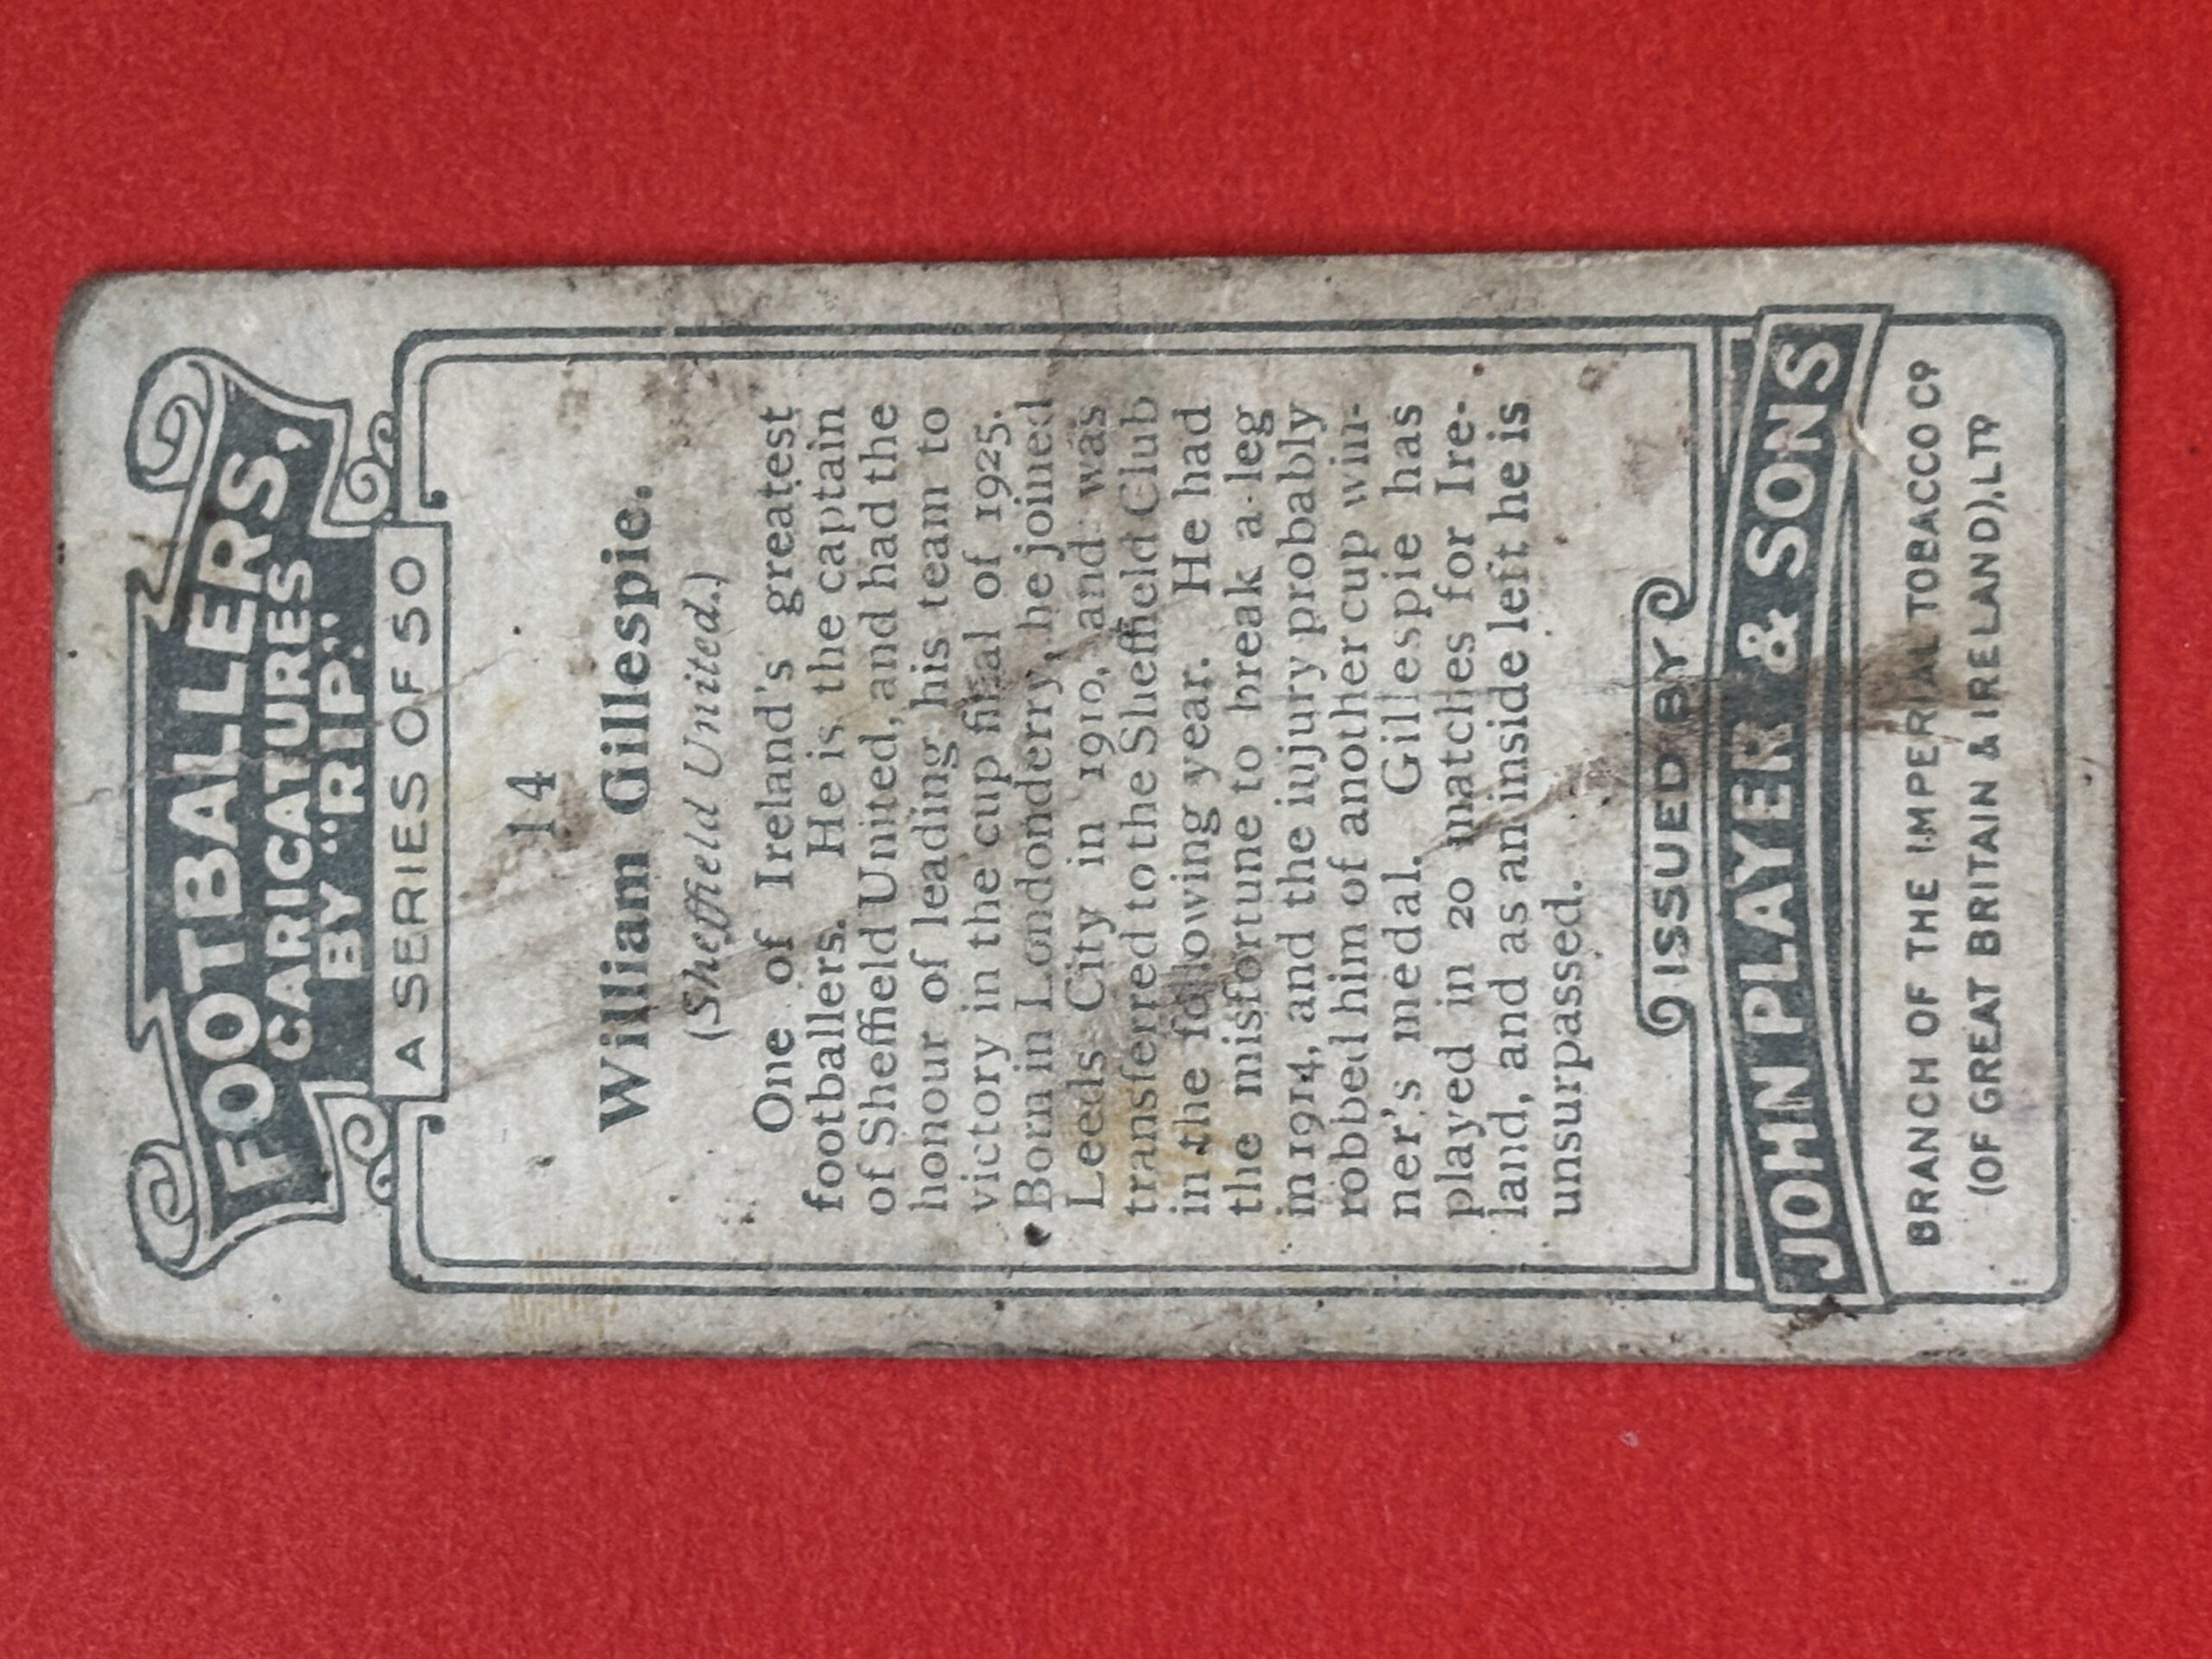 FOOTBALLERS,
CARICATURES
BY "RIP."
A SERIES OF 50
14
William Gillespie.
(Sheffield United.)
One of Ireland's greatest
footballers. He is the captain
of Sheffield United, and had the
honour of leading his team to
victory in the cup final of 1925.
Born in Londonderry, he joined
Leeds City in 1910, and was
transferred to the Sheffield Club
in the following year. He had
the misfortune to break a leg
in 1914, and the injury probably
robbed him of another cup win-
ner's medal. Gillespie has
played in 20 matches for Ire-
land, and as an inside left he is
unsurpassed.
ISSUED BY
JOHN PLAYER & SONS
BRANCH OF THE IMPERIAL TOBACCO CO
(OF GREAT BRITAIN & IRELAND), LTD